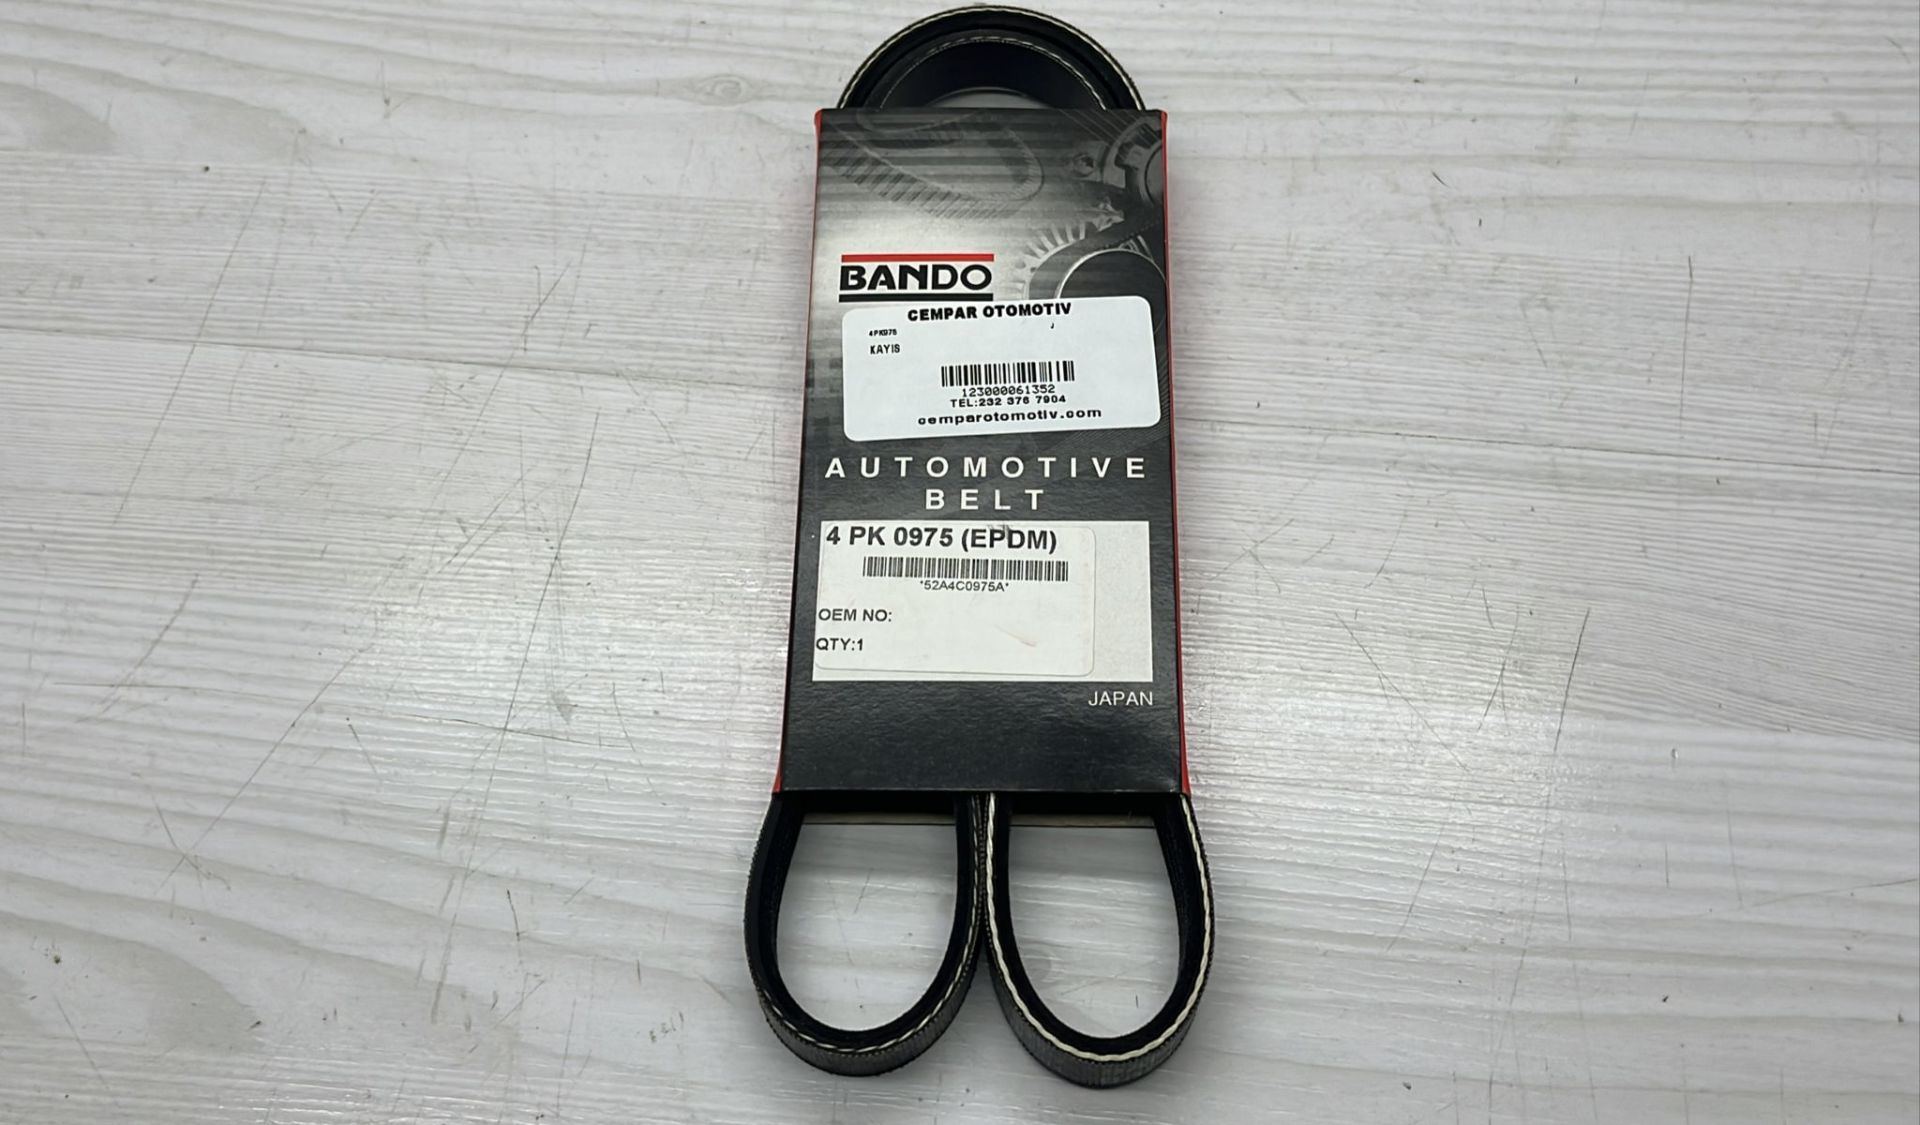 BANDO
CEMPAR OTOMOTIV
4PK975 J
KAYIS
123000061352
TEL:232 376 7904
cemparotomotiv.com
AUTOMOTIVE
BELT
4 PK 0975 (EPDM)
*52A4C0975A*
OEM NO:
QTY:1
JAPAN